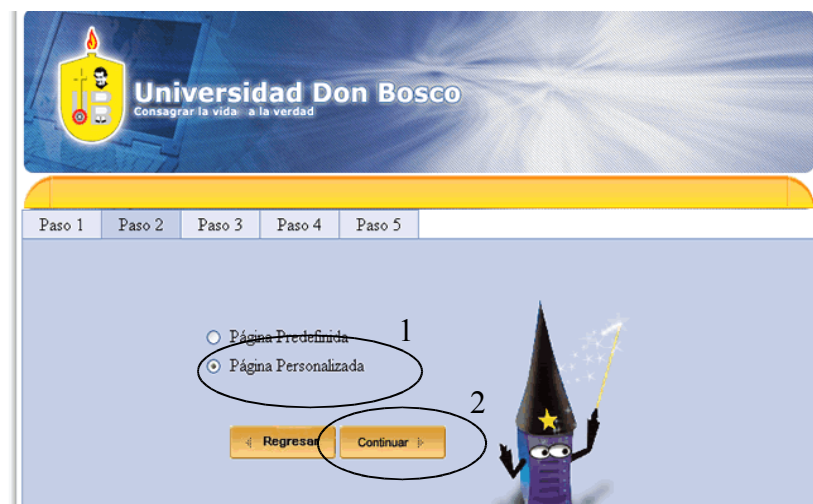 Universidad Don Bosco
Consagrar la vida a la verdad
Paso 1 Paso 2 Paso 3 Paso 4 Paso 5
Página Predefinida 1
Página Personalizada
2
Regresar Continuar